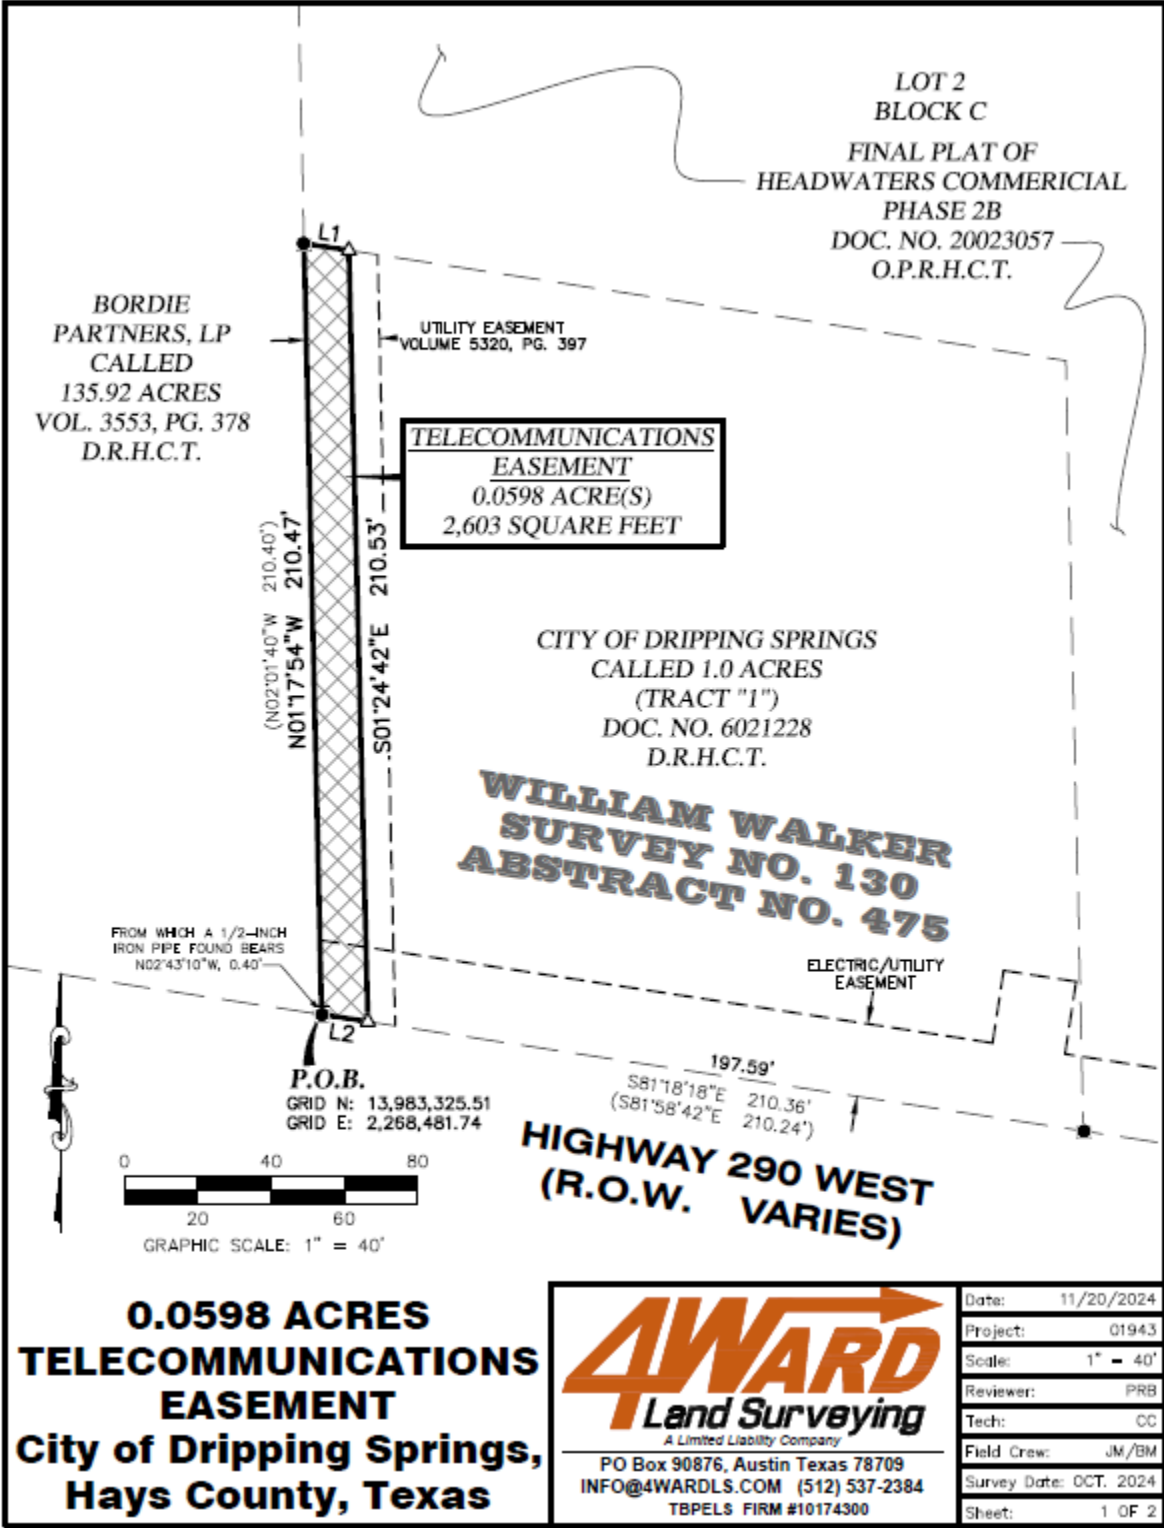 LOT 2
BLOCK C
FINAL PLAT OF
HEADWATERS COMMERICIAL
PHASE 2B
DOC. NO. 20023057
O.P.R.H.C.T.
L1
BORDIE
PARTNERS, LP
CALLED
135.92 ACRES
VOL. 3553, PG. 378
D.R.H.C.T.
UTILITY EASEMENT
VOLUME 5320, PG. 397
TELECOMMUNICATIONS
EASEMENT
0.0598 ACRE(S)
2,603 SQUARE FEET
(N02°01'40"W 210.40')
N01°17'54"W 210.47'
S01°24'42"E 210.53'
CITY OF DRIPPING SPRINGS
CALLED 1.0 ACRES
(TRACT "1")
DOC. NO. 6021228
D.R.H.C.T.
WILLIAM WALKER
SURVEY NO. 130
ABSTRACT NO. 475
FROM WHICH A 1/2-INCH
IRON PIPE FOUND BEARS
N02°43'10"W, 0.40'
ELECTRIC/UTILITY
EASEMENT
L2
P.O.B.
GRID N: 13,983,325.51
GRID E: 2,268,481.74
197.59'
S81°18'18"E 210.36'
(S81°58'42"E 210.24')
HIGHWAY 290 WEST
(R.O.W. VARIES)
0 40 80
20 60
GRAPHIC SCALE: 1" = 40'
0.0598 ACRES
TELECOMMUNICATIONS
EASEMENT
City of Dripping Springs,
Hays County, Texas
4WARD
Land Surveying
A Limited Liability Company
PO Box 90876, Austin Texas 78709
INFO@4WARDLS.COM (512) 537-2384
TBPELS FIRM #10174300
Date: 11/20/2024
Project: 01943
Scale: 1" = 40'
Reviewer: PRB
Tech: CC
Field Crew: JM/BM
Survey Date: OCT. 2024
Sheet: 1 OF 2